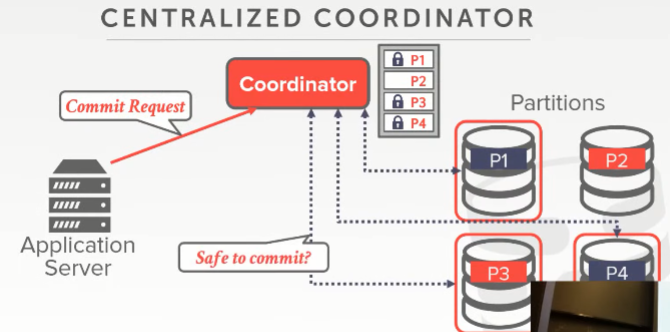 CENTRALIZED COORDINATOR
Coordinator
P1
P2
P3
P4
Commit Request
Partitions
P1
P2
Application
Server
Safe to commit?
P3
P4